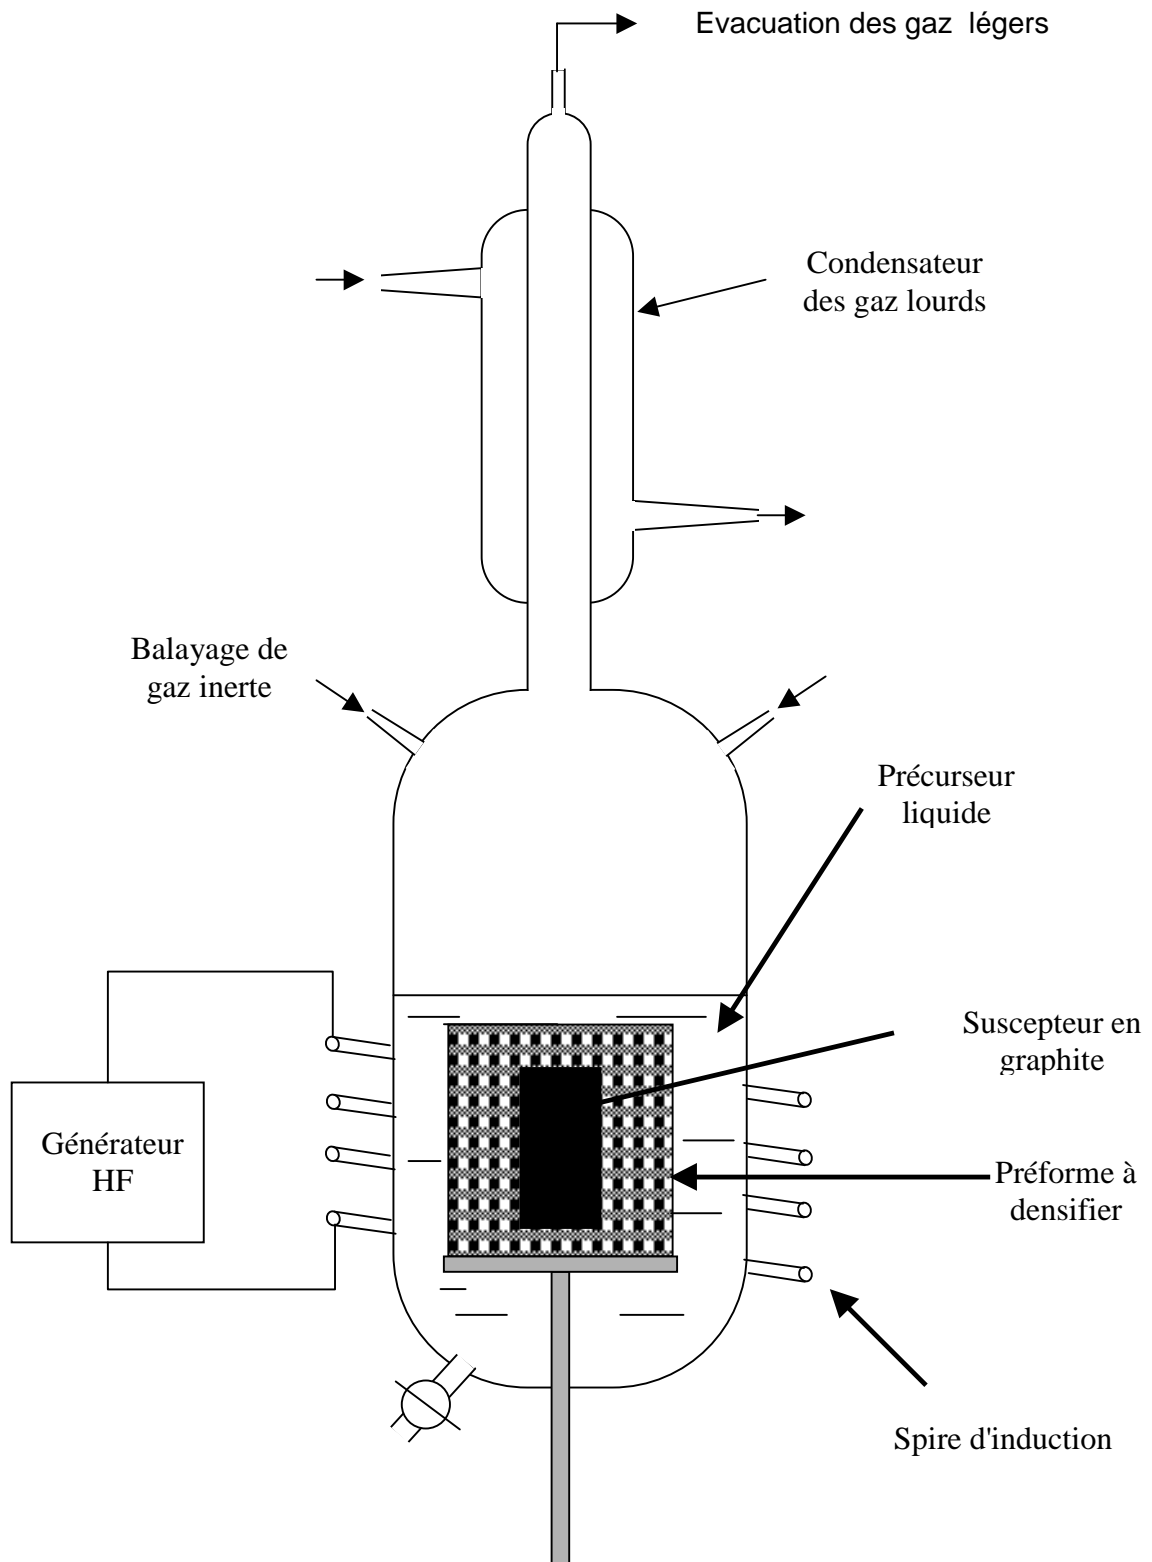 Evacuation des gaz légers
Condensateur
des gaz lourds
Balayage de
gaz inerte
Précurseur
liquide
Suscepteur en
graphite
Générateur
HF
Préforme à
densifier
Spire d'induction